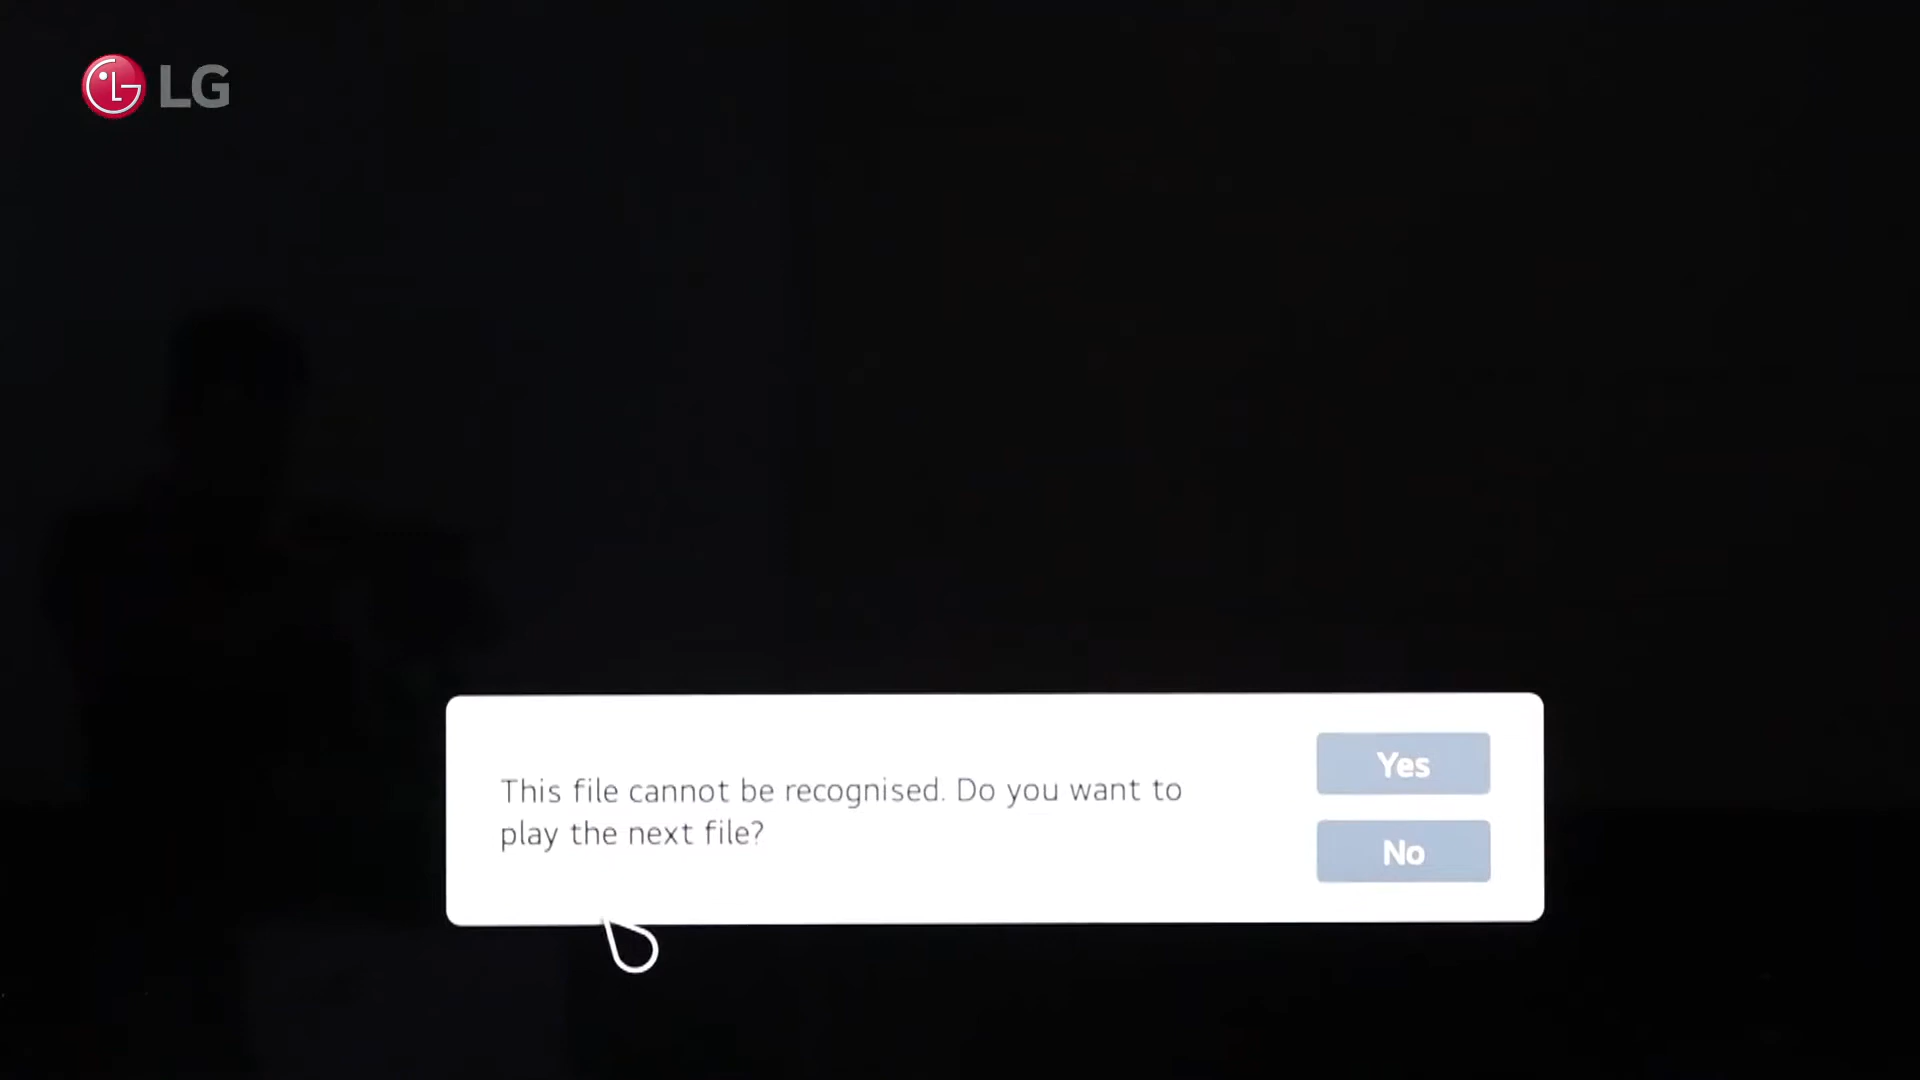 LG
This file cannot be recognised. Do you want to
play the next file?
Yes
No